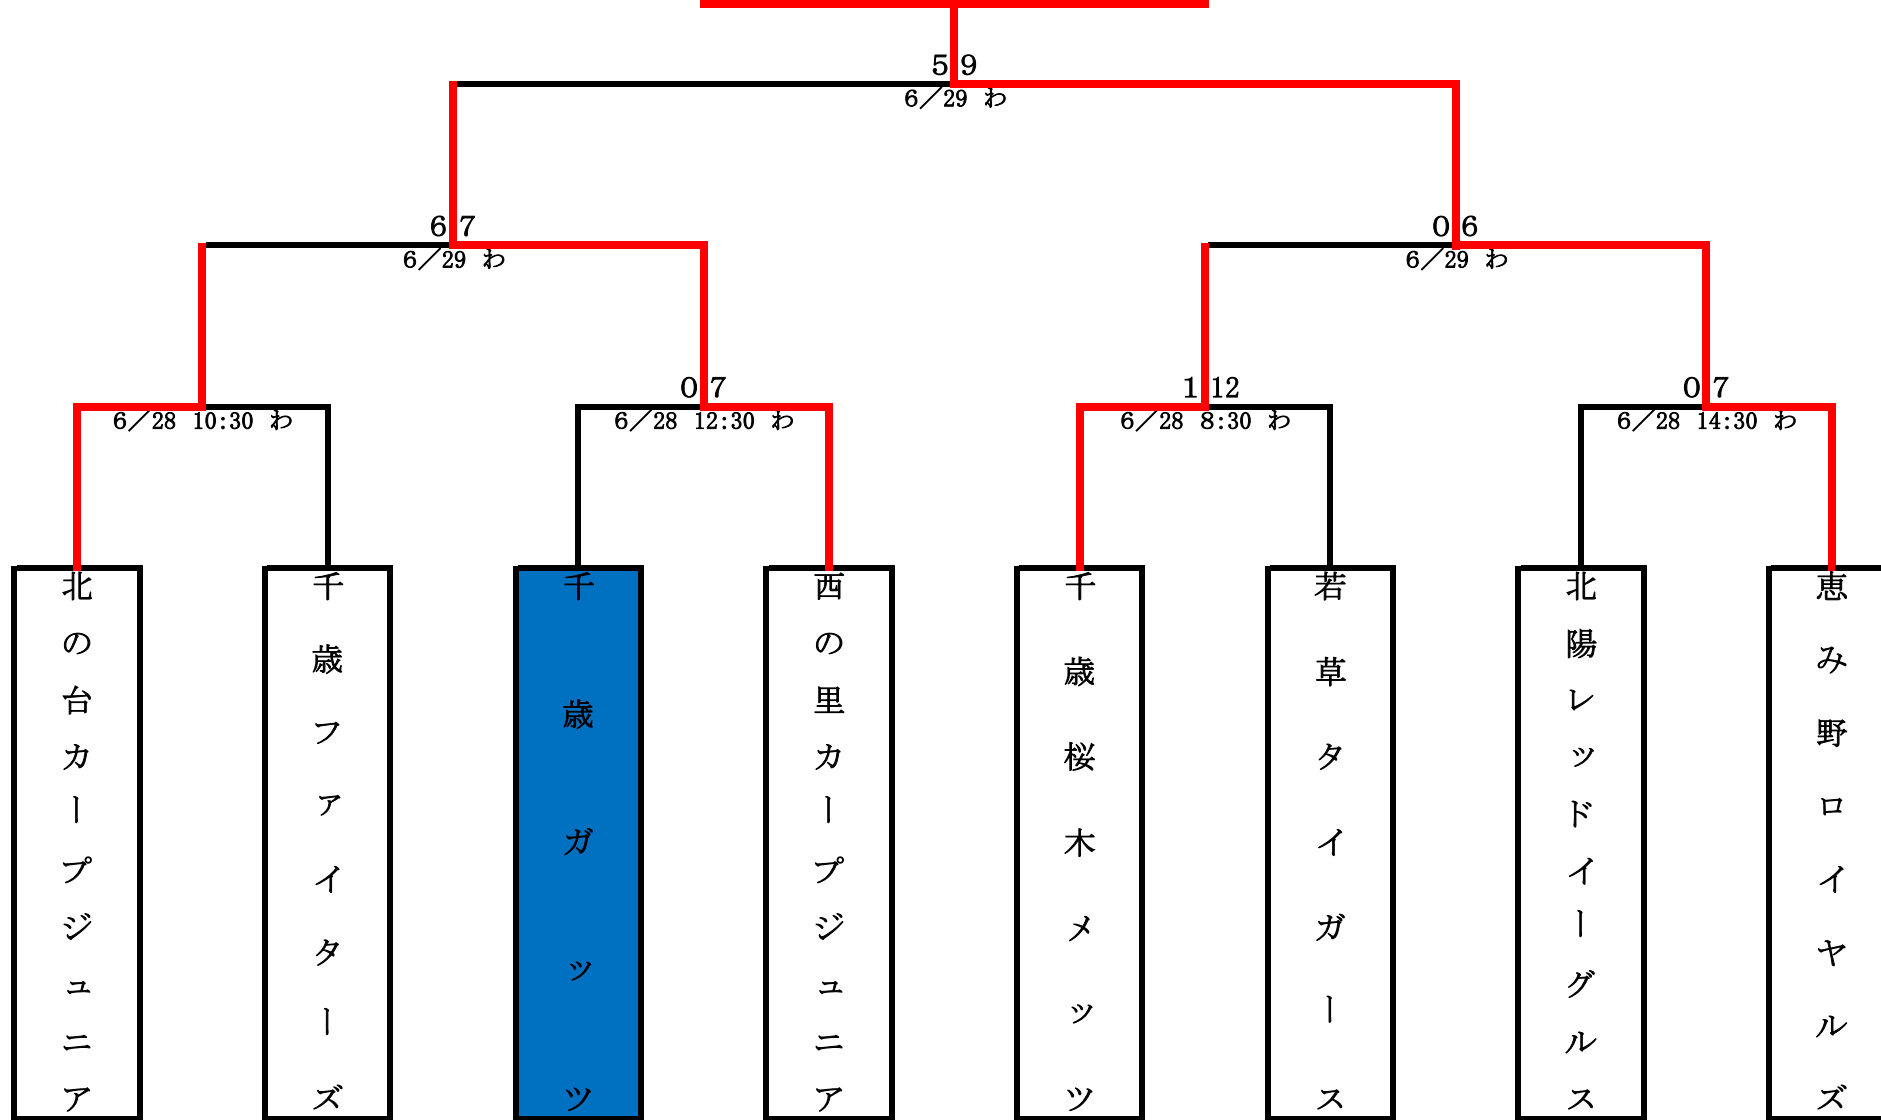 5 9
6／29 わ
6 7
6／29 わ
0 6
6／29 わ
6／28 10:30 わ
0 7
6／28 12:30 わ
1 12
6／28 8:30 わ
0 7
6／28 14:30 わ
北の台カープジュニア
千歳ファイターズ
千歳ガッツ
西の里カープジュニア
千歳桜木メッツ
若草タイガース
北陽レッドイーグルス
恵み野ロイヤルズ